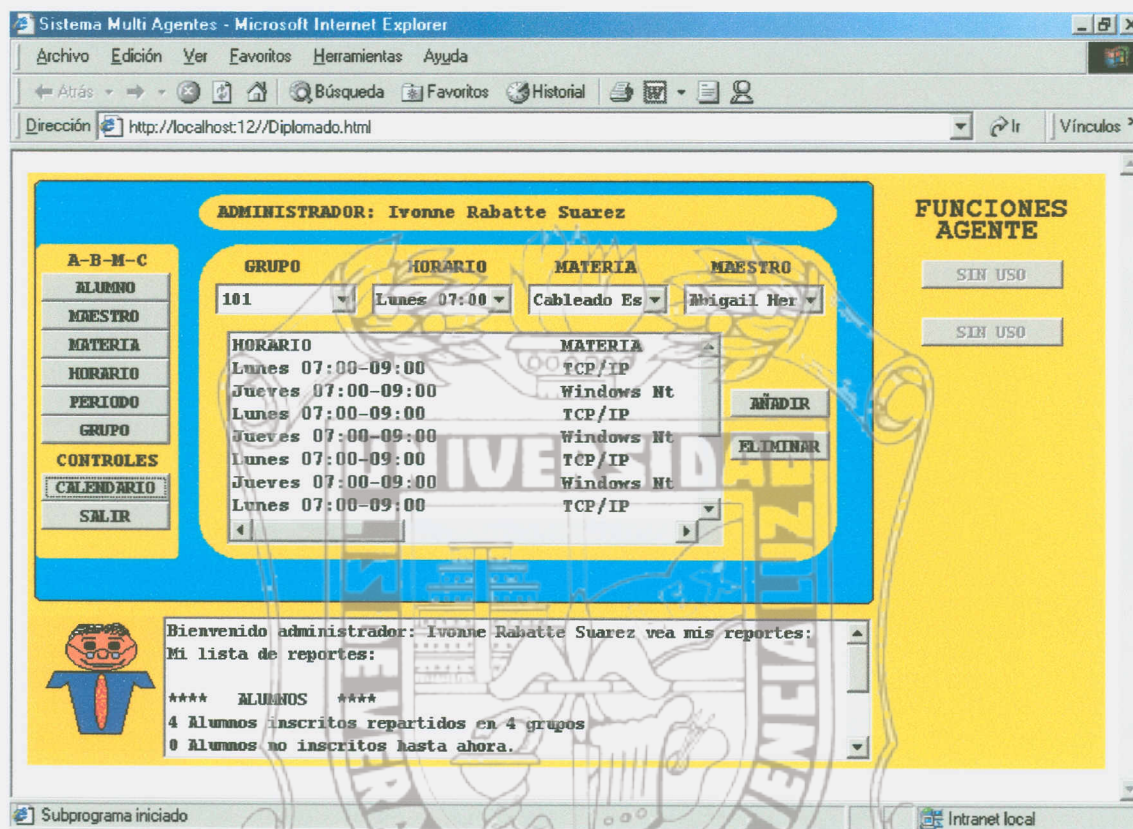 Sistema Multi Agentes - Microsoft Internet Explorer
Archivo Edición Ver Favoritos Herramientas Ayuda
Atrás Búsqueda Favoritos Historial
Dirección http://localhost:12//Diplomado.html Ir Vínculos
ADMINISTRADOR: Ivonne Rabatte Suarez
FUNCIONES
AGENTE
SIN USO
SIN USO
A-B-M-C
ALUMNO
MAESTRO
MATERIA
HORARIO
PERIODO
GRUPO
CONTROLES
CALENDARIO
SALIR
GRUPO HORARIO MATERIA MAESTRO
101 Lunes 07:00 Cableado Es Abigail Her
HORARIO MATERIA
Lunes 07:00-09:00 TCP/IP
Jueves 07:00-09:00 Windows Nt
Lunes 07:00-09:00 TCP/IP
Jueves 07:00-09:00 Windows Nt
Lunes 07:00-09:00 TCP/IP
Jueves 07:00-09:00 Windows Nt
Lunes 07:00-09:00 TCP/IP
AÑADIR
ELIMINAR
Bienvenido administrador: Ivonne Rabatte Suarez vea mis reportes:
Mi lista de reportes:
**** ALUMNOS ****
4 Alumnos inscritos repartidos en 4 grupos
0 Alumnos no inscritos hasta ahora.
Subprograma iniciado
Intranet local